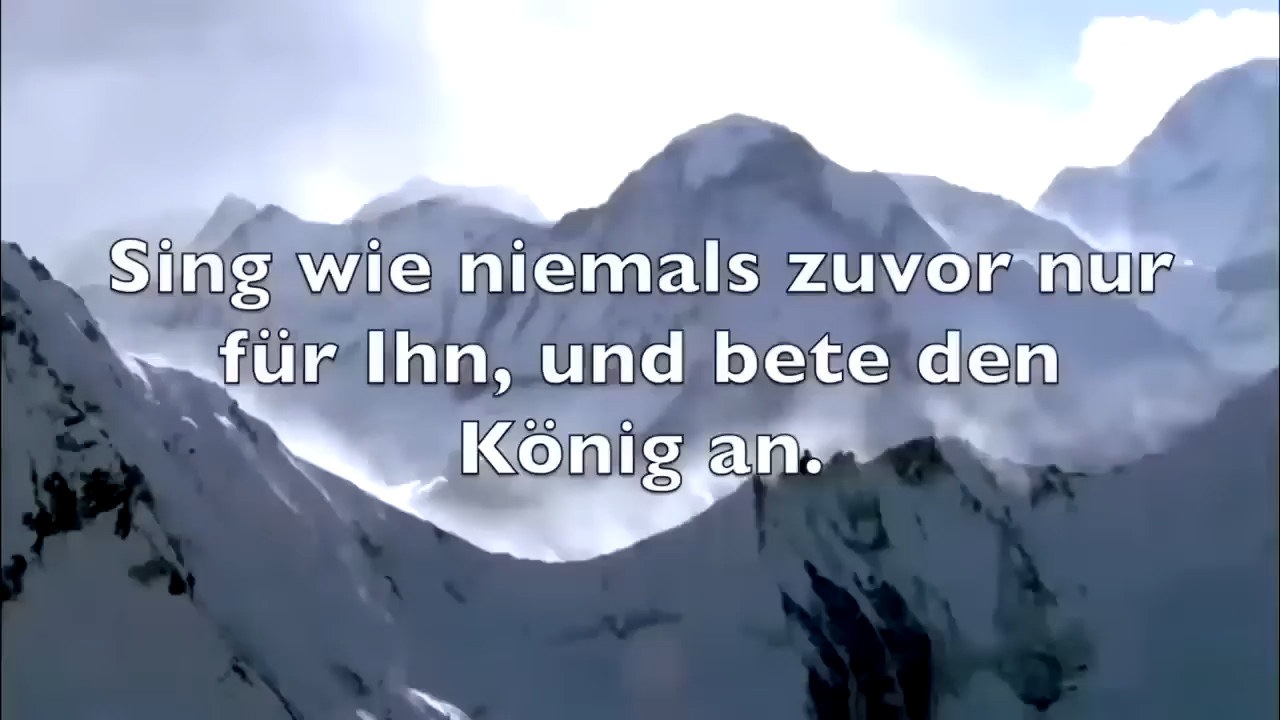 Sing wie niemals zuvor nur
für Ihn, und bete den
König an.